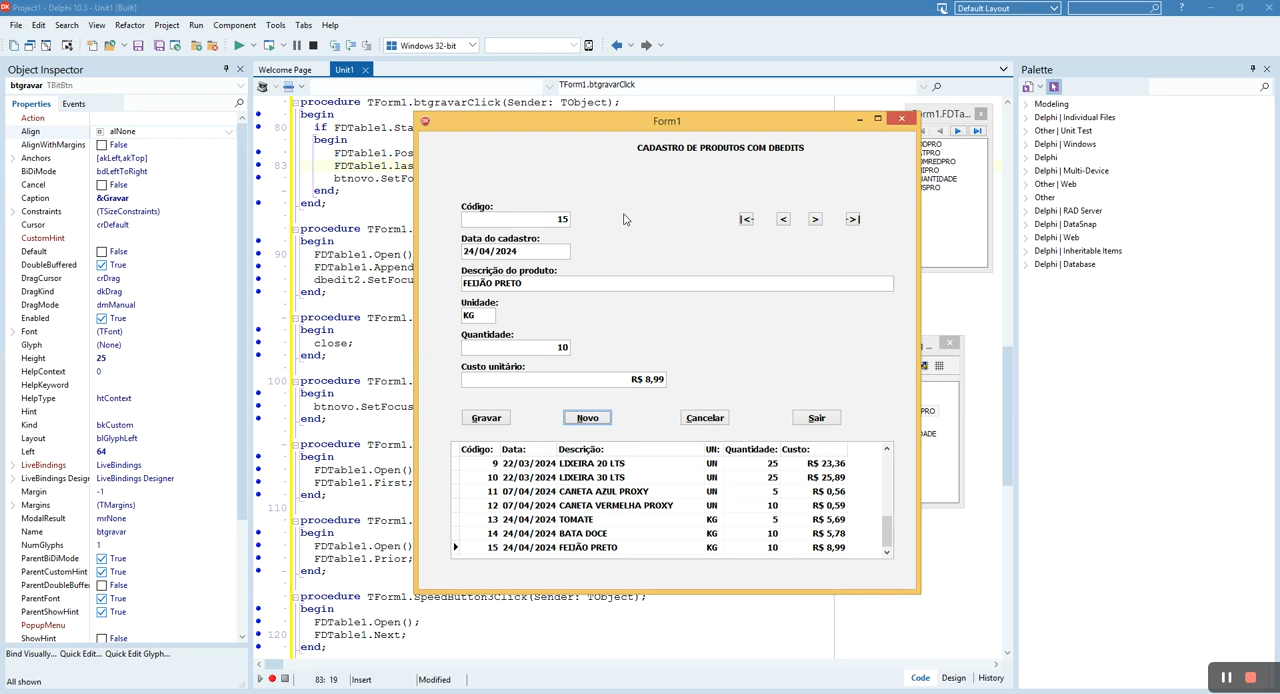 Project1 - Delphi 10.3 - Unit1 [Built]
Default Layout
File Edit Search View Refactor Project Run Component Tools Tabs Help
Windows 32-bit
Object Inspector
btgravar TBitBtn
Properties Events
Action
Align alNone
AlignWithMargins False
Anchors [akLeft,akTop]
BiDiMode bdLeftToRight
Cancel False
Caption &Gravar
Constraints (TSizeConstraints)
Cursor crDefault
CustomHint
Default False
DoubleBuffered True
DragCursor crDrag
DragKind dkDrag
DragMode dmManual
Enabled True
Font (TFont)
Glyph (None)
Height 25
HelpContext 0
HelpKeyword
HelpType htContext
Hint
Kind bkCustom
Layout blGlyphLeft
Left 64
LiveBindings LiveBindings
LiveBindings Design LiveBindings Designer
Margin -1
Margins (TMargins)
ModalResult mrNone
Name btgravar
NumGlyphs 1
ParentBiDiMode True
ParentCustomHint True
ParentDoubleBuffer False
ParentFont True
ParentShowHint True
PopupMenu
ShowHint False
Bind Visually... Quick Edit... Quick Edit Glyph...
All shown
Welcome Page Unit1
TForm1.btgravarClick
procedure TForm1.btgravarClick(Sender: TObject);
begin
80 if FDTable1.Sta
begin
FDTable1.Pos
83 FDTable1.las
btnovo.SetFo
end;
end;
procedure TForm1.
begin
90 FDTable1.Open()
FDTable1.Append
dbedit2.SetFocu
end;
procedure TForm1.
begin
close;
end;
100 procedure TForm1.
begin
btnovo.SetFocus
end;
procedure TForm1.
begin
FDTable1.Open()
FDTable1.First;
end;
110
procedure TForm1.
begin
FDTable1.Open()
FDTable1.Prior;
end;
procedure TForm1.SpeedButton3Click(Sender: TObject);
begin
FDTable1.Open();
120 FDTable1.Next;
end;
83: 19 Insert Modified
Code Design History
Form1
CADASTRO DE PRODUTOS COM DBEDITS
Código:
15
|<- < > ->|
Data do cadastro:
24/04/2024
Descrição do produto:
FEIJÃO PRETO
Unidade:
KG
Quantidade:
10
Custo unitário:
R$ 8,99
Gravar Novo Cancelar Sair
Código: Data: Descrição: UN: Quantidade: Custo:
9 22/03/2024 LIXEIRA 20 LTS UN 25 R$ 23,36
10 22/03/2024 LIXEIRA 30 LTS UN 25 R$ 25,89
11 07/04/2024 CANETA AZUL PROXY UN 5 R$ 0,56
12 07/04/2024 CANETA VERMELHA PROXY UN 10 R$ 0,59
13 24/04/2024 TOMATE KG 5 R$ 5,69
14 24/04/2024 BATA DOCE KG 10 R$ 5,78
15 24/04/2024 FEIJÃO PRETO KG 10 R$ 8,99
orm1.FDTa...
DPRO
TPRO
OMREDPRO
IPRO
UANTIDADE
USPRO
PRO
ADE
Palette
Modeling
Delphi | Individual Files
Other | Unit Test
Delphi | Windows
Delphi
Delphi | Multi-Device
Other | Web
Other
Delphi | RAD Server
Delphi | DataSnap
Delphi | Web
Delphi | Inheritable Items
Delphi | Database